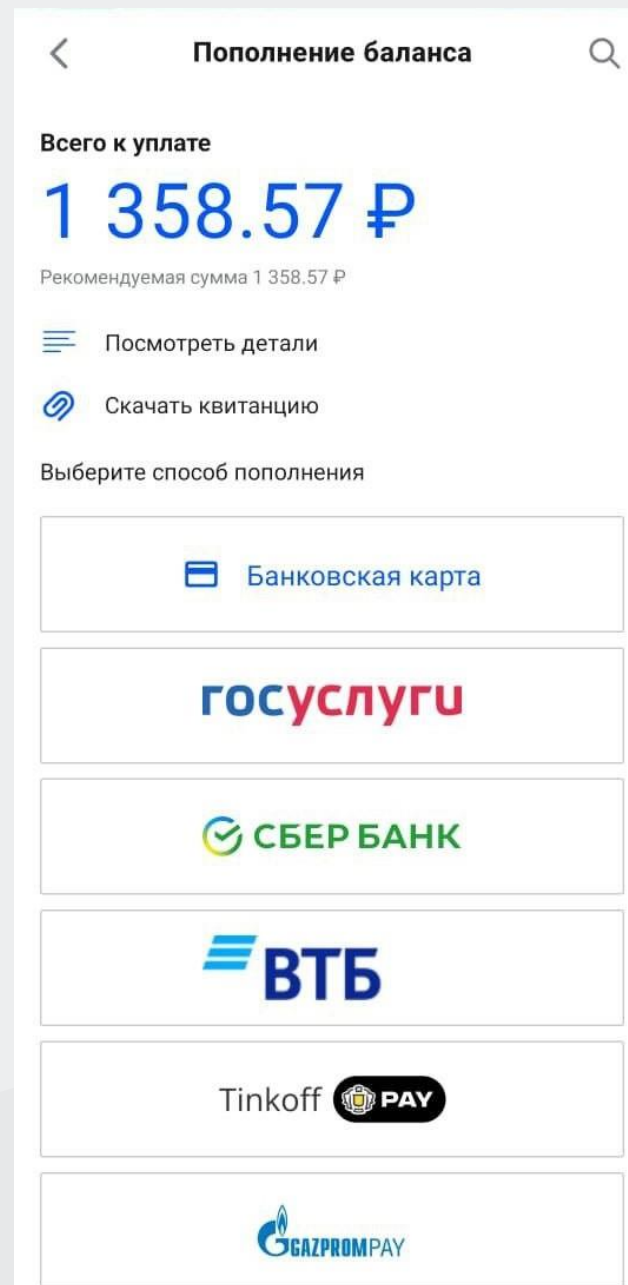 Пополнение баланса
Всего к уплате
1 358.57 ₽
Рекомендуемая сумма 1 358.57 ₽
Посмотреть детали
Скачать квитанцию
Выберите способ пополнения
Банковская карта
госуслуги
СБЕР БАНК
ВТБ
Tinkoff PAY
GAZPROMPAY